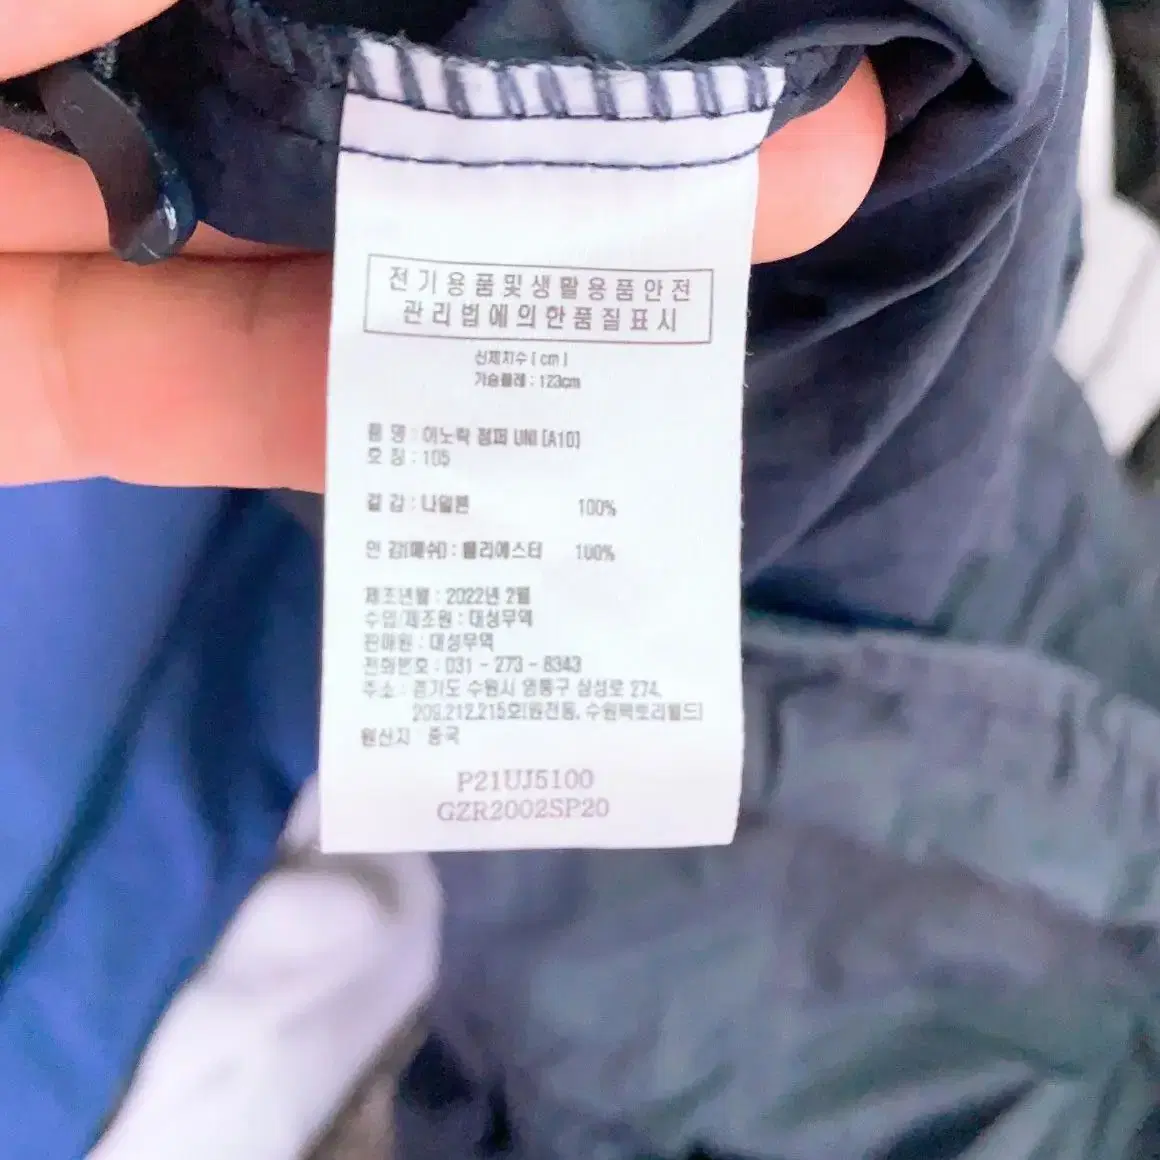 전기용품및생활용품안전
관리법에의한품질표시
신체치수(cm)
가슴둘레 : 123cm
품 명 : 아노락 점퍼 UNI [A10]
호 칭 : 105
겉 감 : 나일론 100%
안 감(매쉬) : 폴리에스터 100%
제조년월 : 2022년 2월
수입/제조원 : 대성무역
판매원 : 대성무역
전화번호 : 031 - 273 - 8343
주소 : 경기도 수원시 영통구 삼성로 274,
209,212,215호(원천동, 수원팩토리월드)
원산지 중국
P21UJ5100
GZR2002SP20